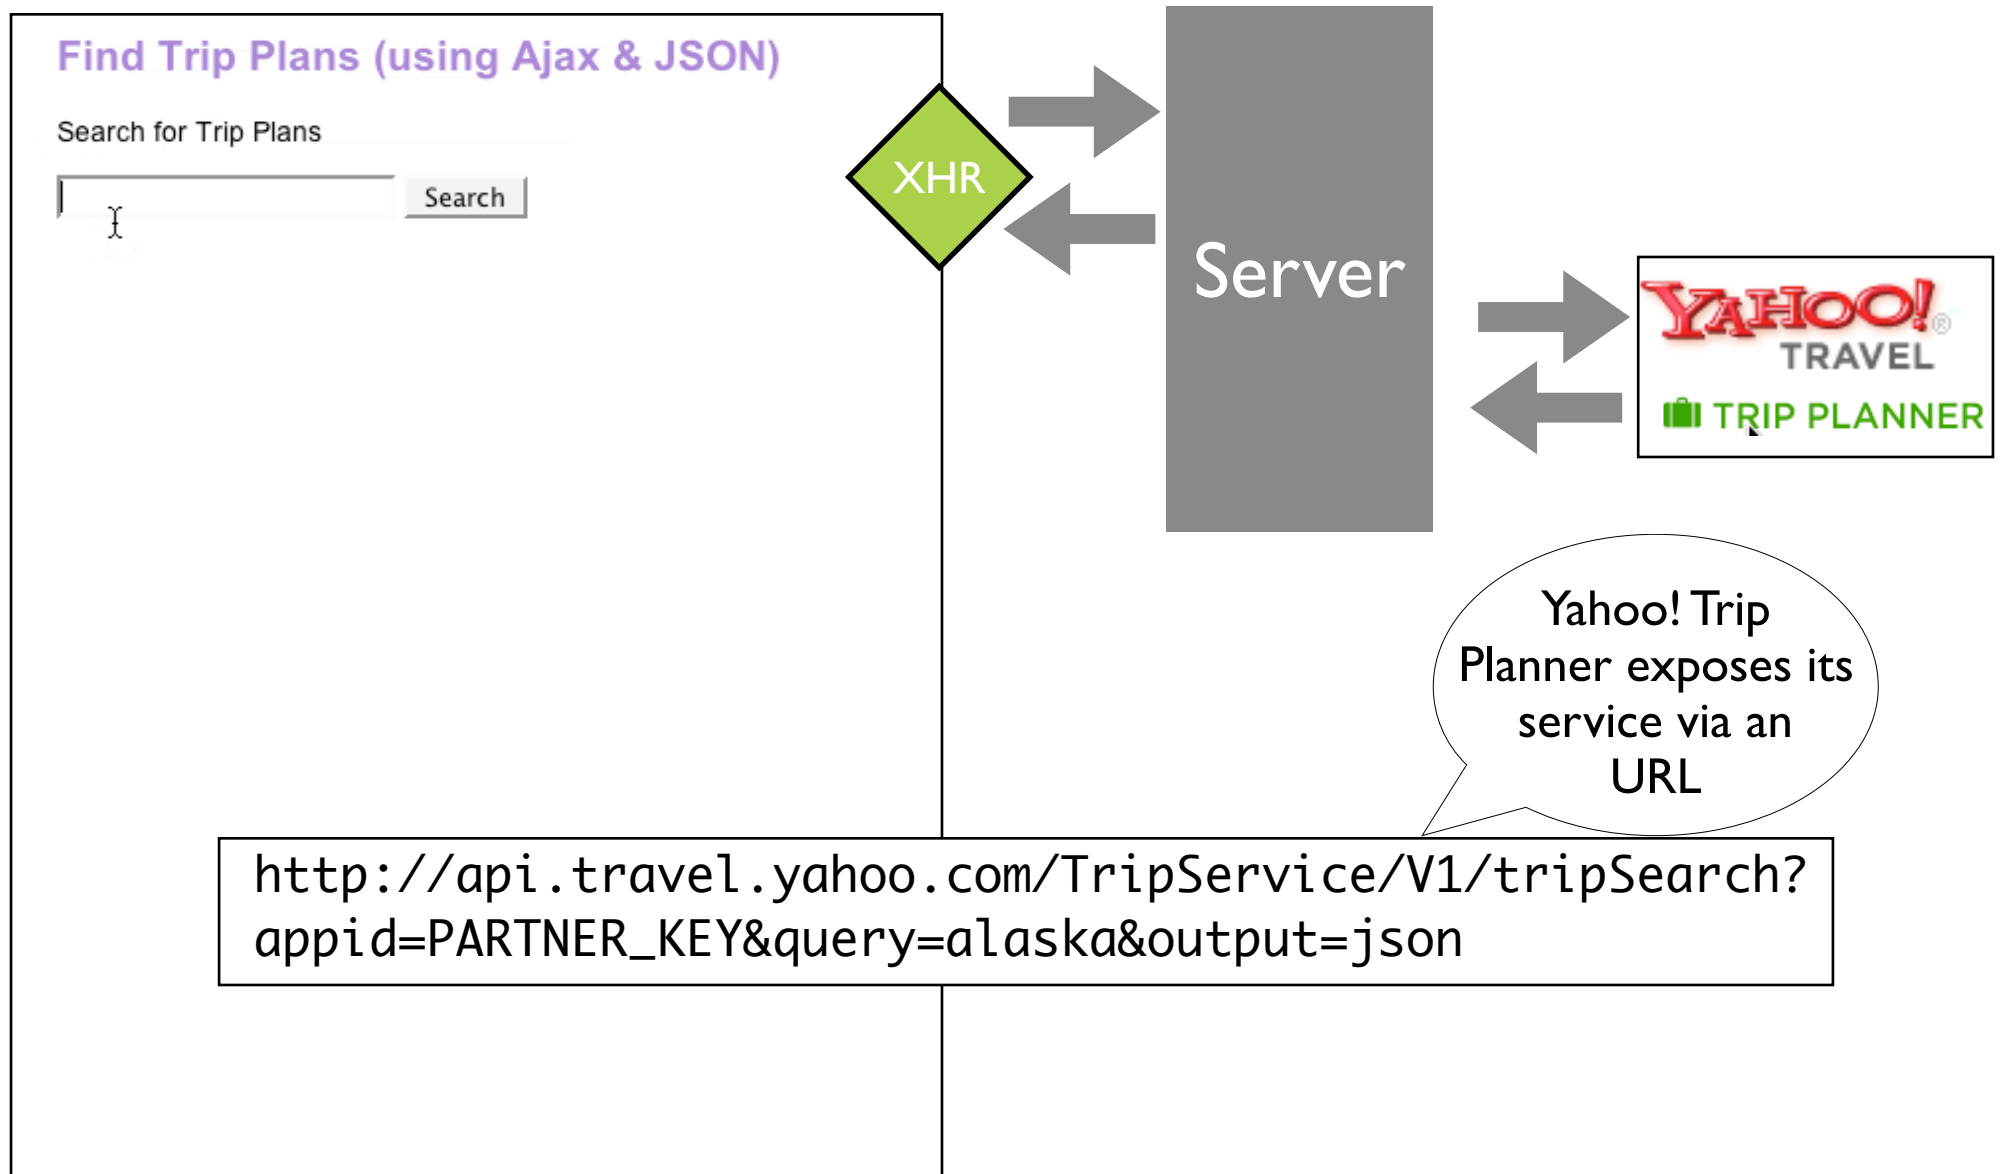 Find Trip Plans (using Ajax & JSON)
Search for Trip Plans
Search
XHR
Server
YAHOO!®
TRAVEL
TRIP PLANNER
Yahoo! Trip
Planner exposes its
service via an
URL
http://api.travel.yahoo.com/TripService/V1/tripSearch?
appid=PARTNER_KEY&query=alaska&output=json